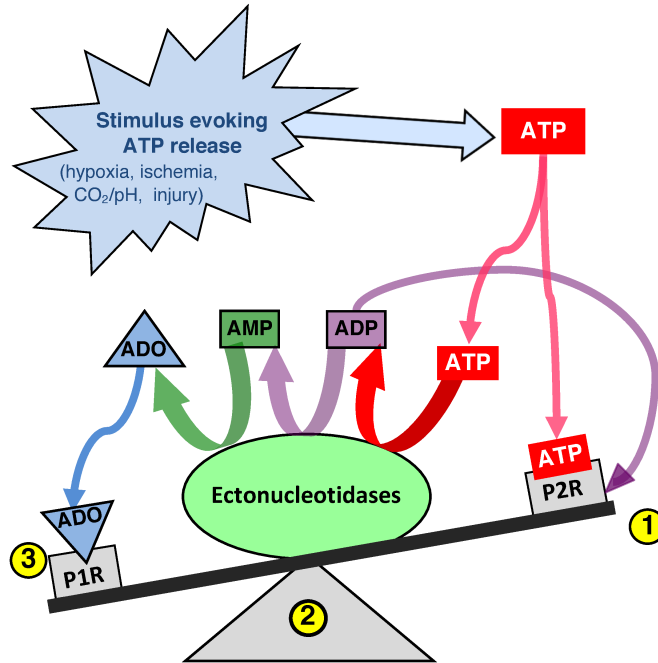 Stimulus evoking
ATP release
(hypoxia, ischemia,
CO₂/pH, injury)
ATP
ADO
AMP
ADP
ATP
Ectonucleotidases
ATP
P2R
1
ADO
P1R
3
2